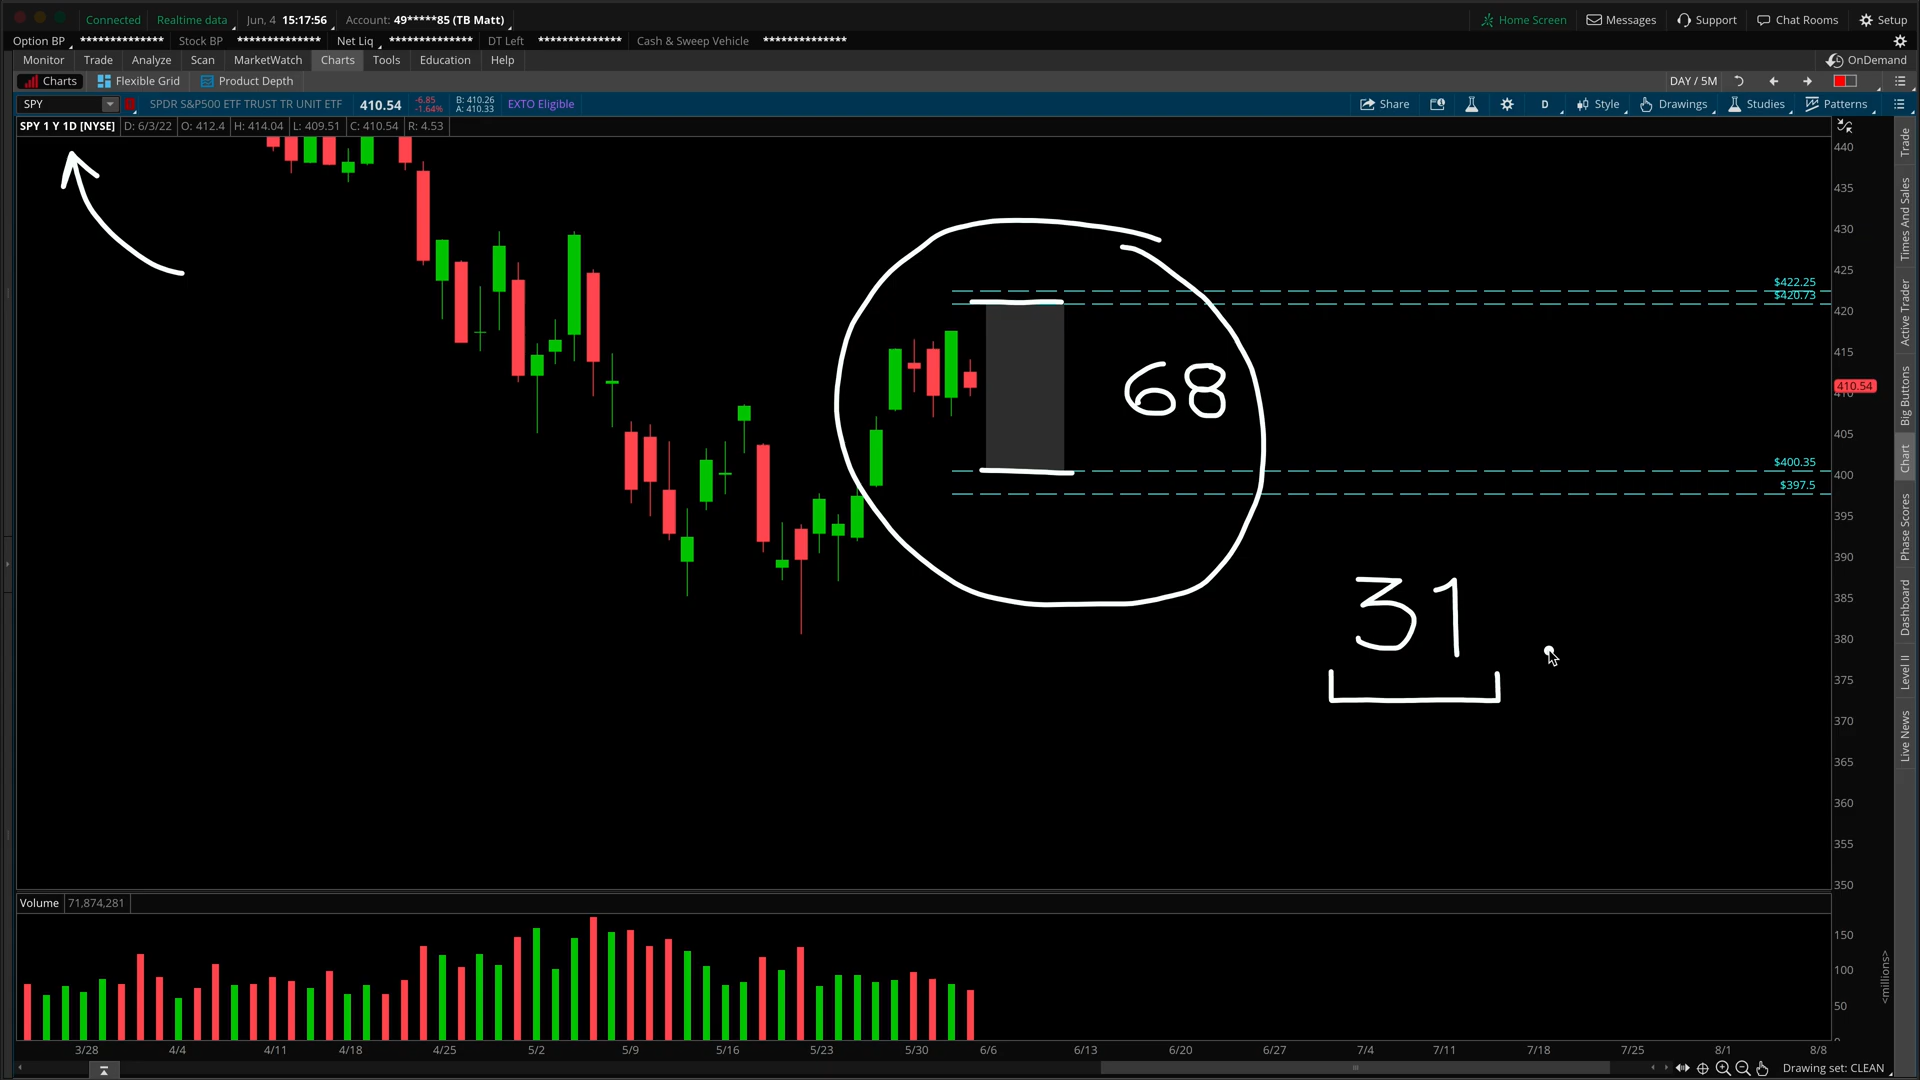 Connected Realtime data Jun, 4 15:17:56 Account: 49*****85 (TB Matt) Home Screen Messages Support Chat Rooms Setup
Option BP ************** Stock BP ************** Net Liq ************** DT Left ************** Cash & Sweep Vehicle **************
Monitor Trade Analyze Scan MarketWatch Charts Tools Education Help OnDemand
Charts Flexible Grid Product Depth DAY / 5M
SPY SPDR S&P500 ETF TRUST TR UNIT ETF 410.54 -6.85 B: 410.26 EXTO Eligible Share D Style Drawings Studies Patterns
-1.64% A: 410.33
SPY 1 Y 1D [NYSE] D: 6/3/22 O: 412.4 H: 414.04 L: 409.51 C: 410.54 R: 4.53
440
435
430
425
$422.25
$420.73
420
415
410.54
410
68
405
$400.35
400
$397.5
395
390
385
31
380
375
370
365
360
355
350
Trade
Times And Sales
Active Trader
Big Buttons
Chart
Phase Scores
Dashboard
Level II
Live News
Volume 71,874,281
150
100
50
<millions>
3/28 4/4 4/11 4/18 4/25 5/2 5/9 5/16 5/23 5/30 6/6 6/13 6/20 6/27 7/4 7/11 7/18 7/25 8/1 8/8
Drawing set: CLEAN